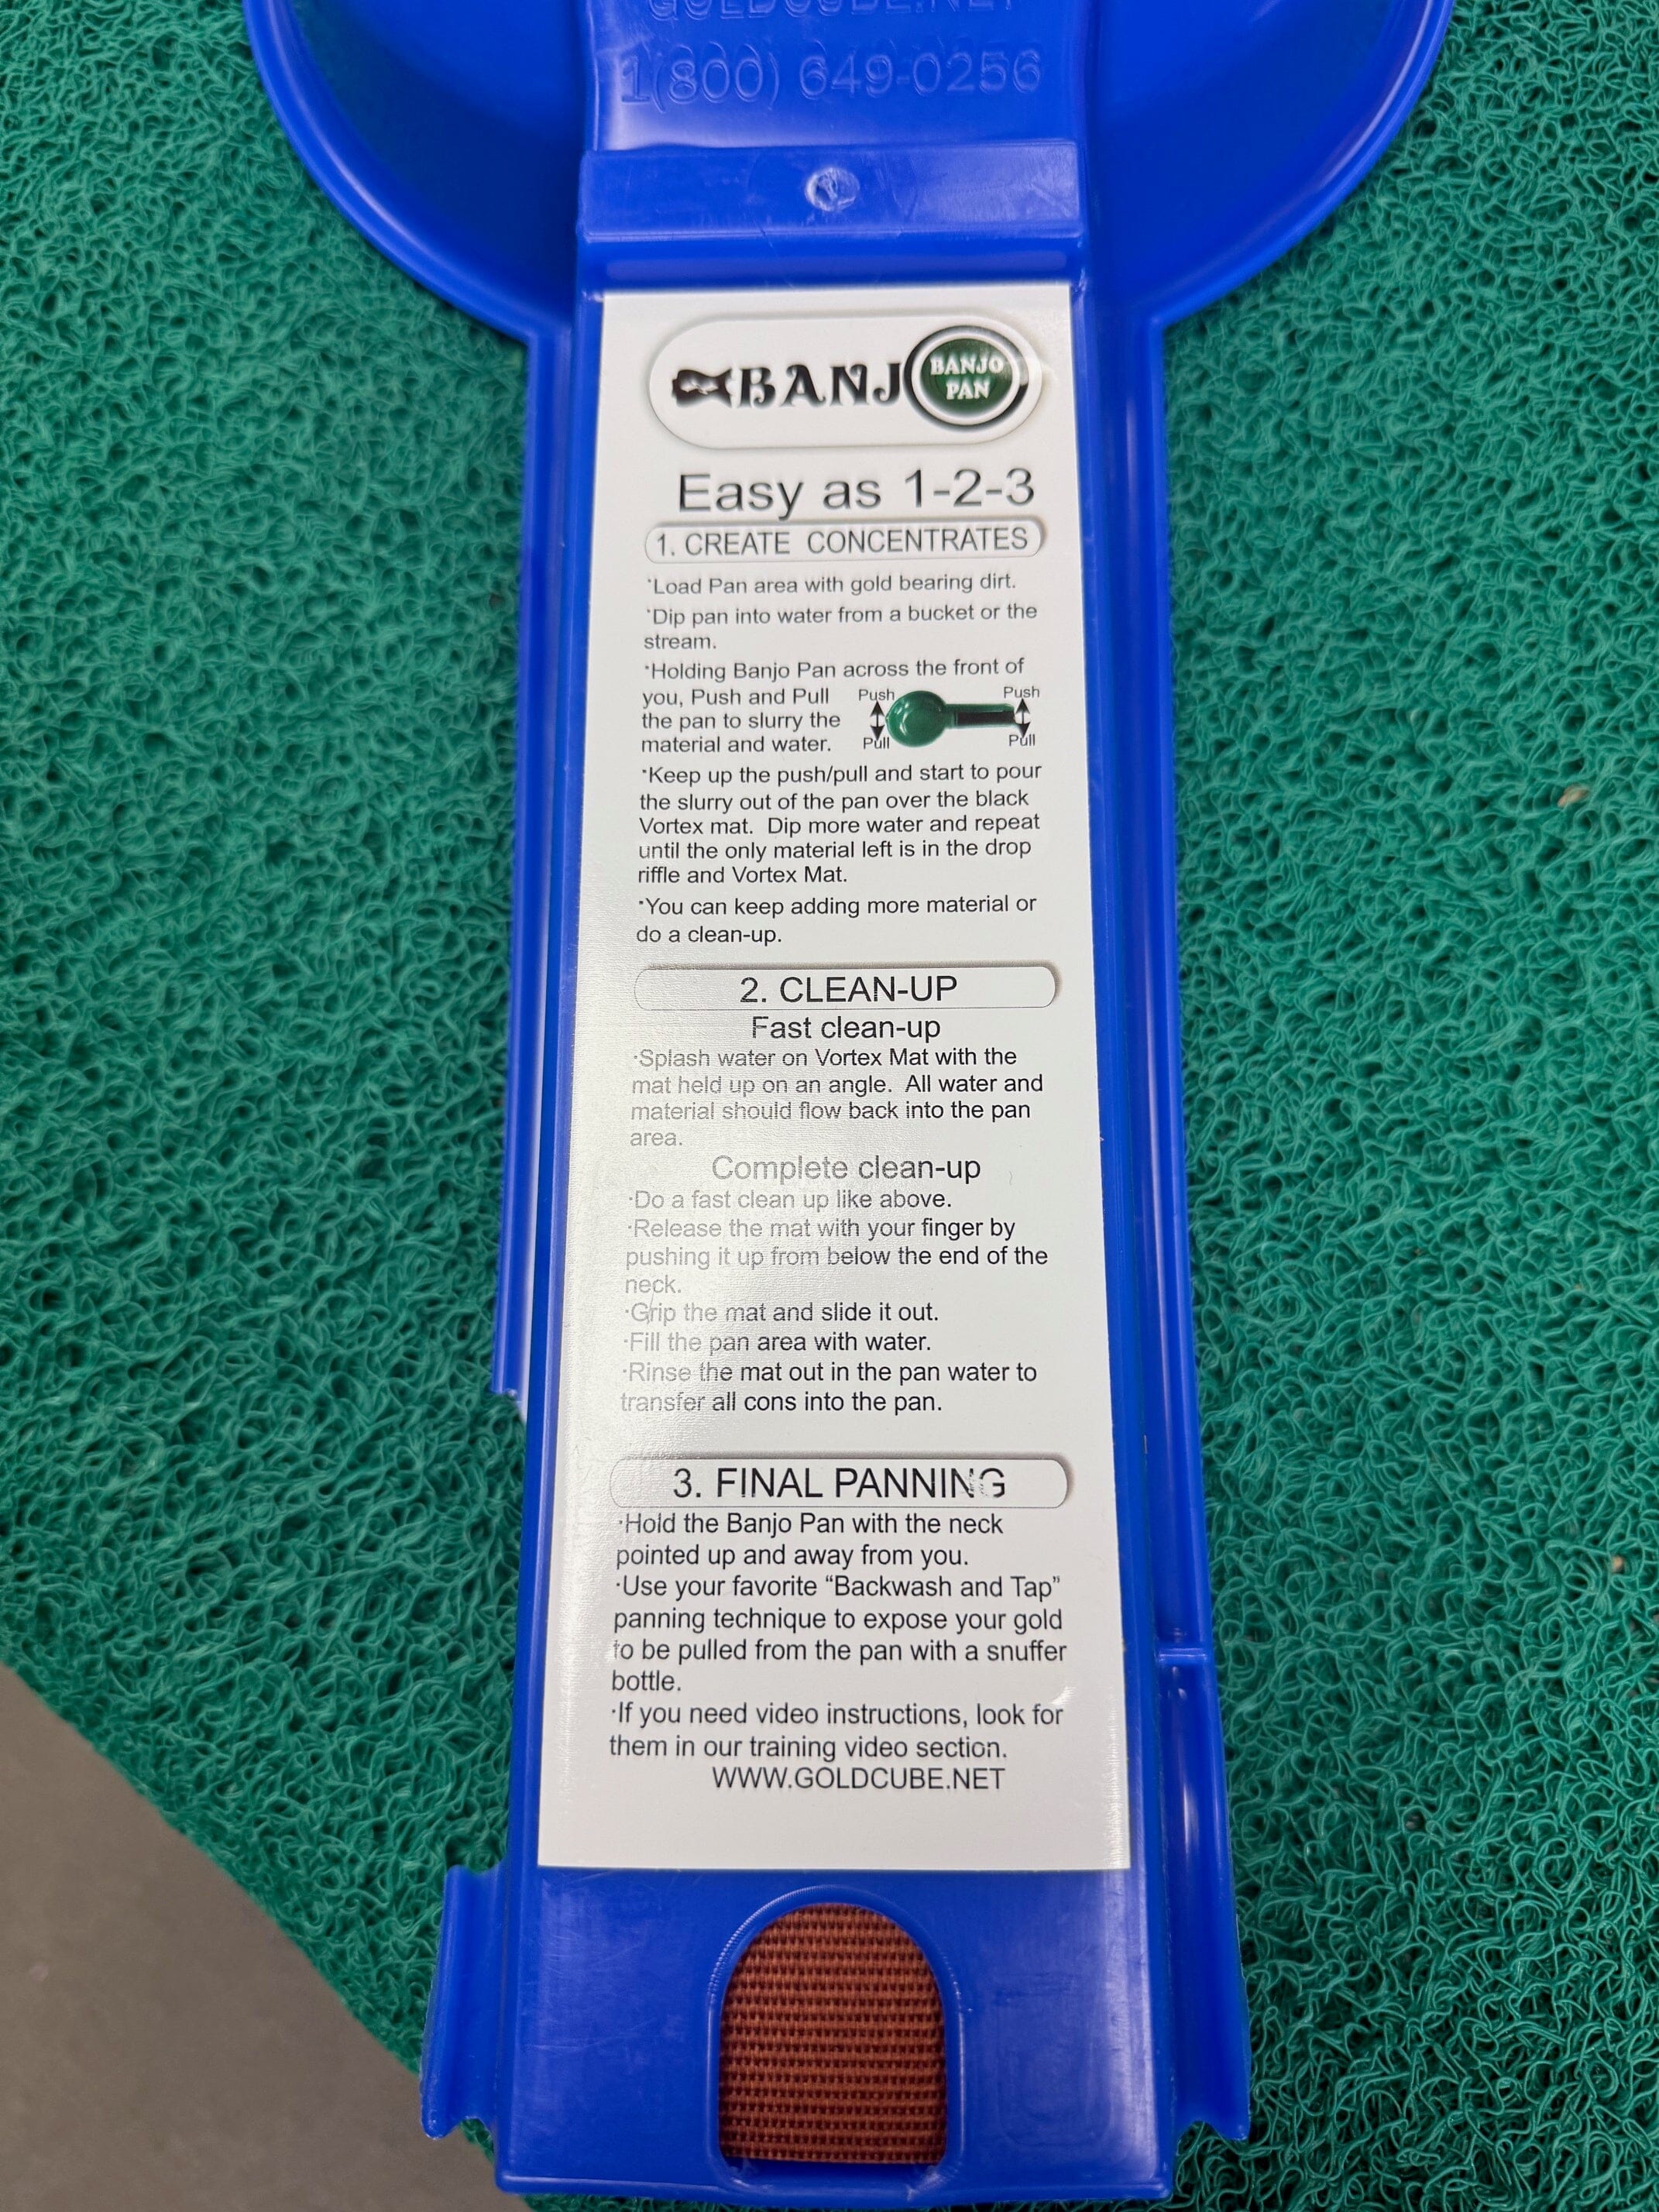 GOLDCUBE.NET
1(800) 649-0256
BANJO
BANJO
PAN
Easy as 1-2-3
1. CREATE CONCENTRATES
·Load Pan area with gold bearing dirt.
·Dip pan into water from a bucket or the
stream.
·Holding Banjo Pan across the front of
you, Push and Pull
the pan to slurry the
material and water.
Push Push
Pull Pull
·Keep up the push/pull and start to pour
the slurry out of the pan over the black
Vortex mat. Dip more water and repeat
until the only material left is in the drop
riffle and Vortex Mat.
·You can keep adding more material or
do a clean-up.
2. CLEAN-UP
Fast clean-up
·Splash water on Vortex Mat with the
mat held up on an angle. All water and
material should flow back into the pan
area.
Complete clean-up
·Do a fast clean up like above.
·Release the mat with your finger by
pushing it up from below the end of the
neck.
·Grip the mat and slide it out.
·Fill the pan area with water.
·Rinse the mat out in the pan water to
transfer all cons into the pan.
3. FINAL PANNING
·Hold the Banjo Pan with the neck
pointed up and away from you.
·Use your favorite “Backwash and Tap”
panning technique to expose your gold
to be pulled from the pan with a snuffer
bottle.
·If you need video instructions, look for
them in our training video section.
WWW.GOLDCUBE.NET